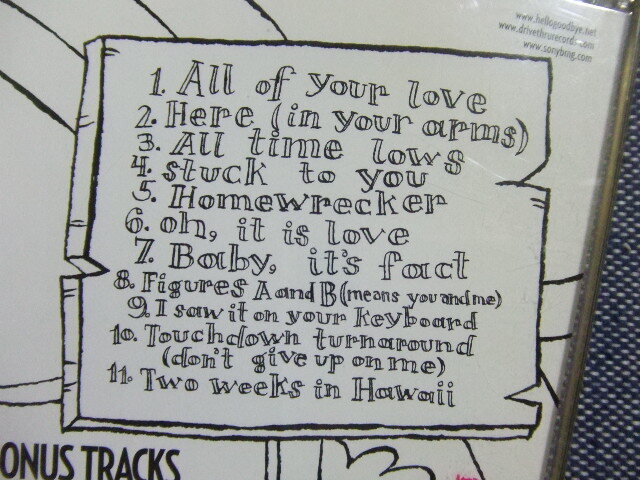 www.hellogoodbye.net
www.drivethrurecords.com
www.sonybmg.com
1. All of your love
2. Here (in your arms)
3. All time lows
4. stuck to you
5. Homewrecker
6. oh, it is love
7. Baby, it's fact
8. Figures A and B (means you and me)
9. I saw it on your keyboard
10. Touchdown turnaround
(don't give up on me)
11. Two weeks in Hawaii
ONUS TRACKS